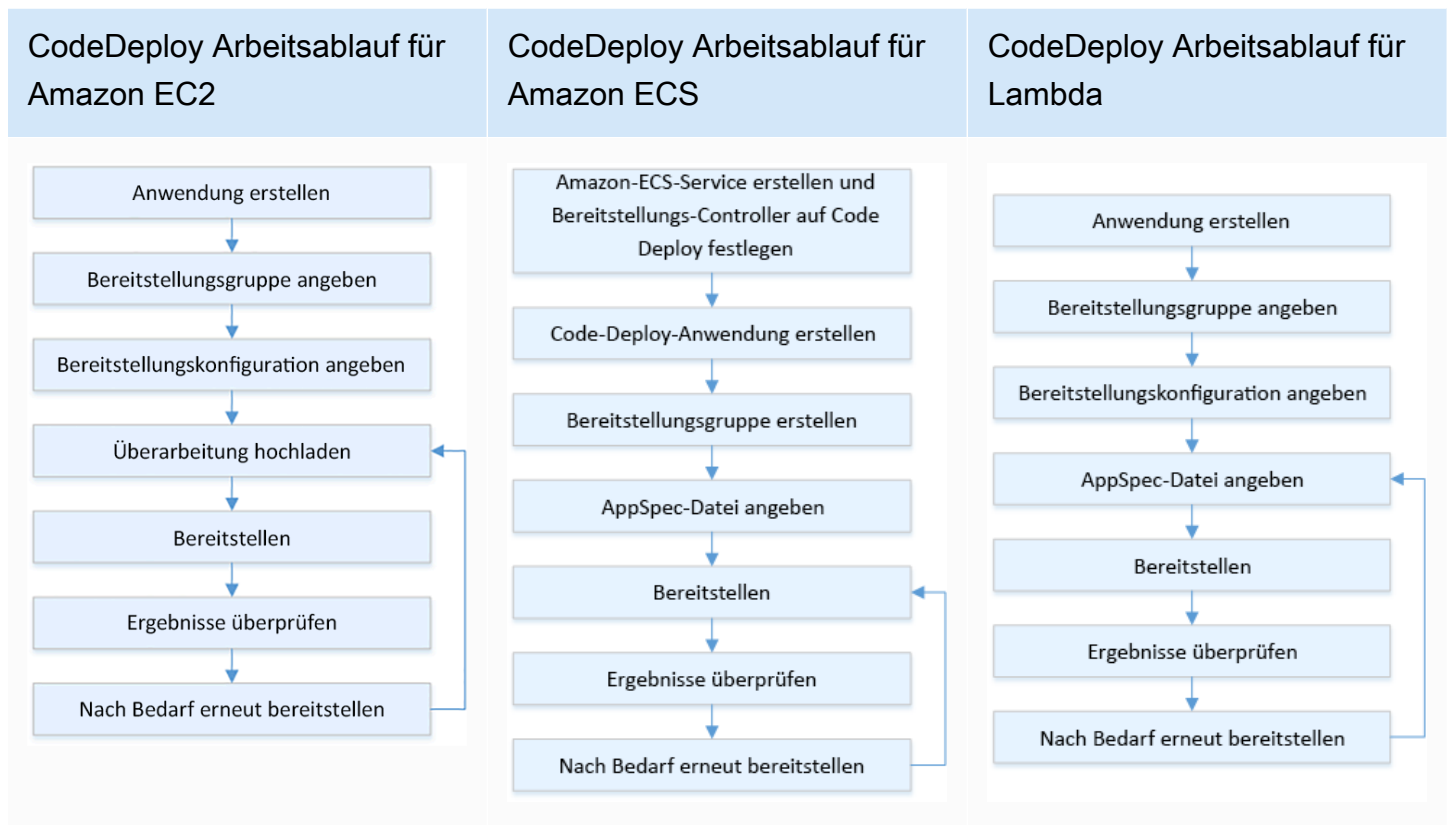 CodeDeploy Arbeitsablauf für
Amazon EC2
CodeDeploy Arbeitsablauf für
Amazon ECS
CodeDeploy Arbeitsablauf für
Lambda
Anwendung erstellen
Bereitstellungsgruppe angeben
Bereitstellungskonfiguration angeben
Überarbeitung hochladen
Bereitstellen
Ergebnisse überprüfen
Nach Bedarf erneut bereitstellen
Amazon-ECS-Service erstellen und
Bereitstellungs-Controller auf Code
Deploy festlegen
Code-Deploy-Anwendung erstellen
Bereitstellungsgruppe erstellen
AppSpec-Datei angeben
Bereitstellen
Ergebnisse überprüfen
Nach Bedarf erneut bereitstellen
Anwendung erstellen
Bereitstellungsgruppe angeben
Bereitstellungskonfiguration angeben
AppSpec-Datei angeben
Bereitstellen
Ergebnisse überprüfen
Nach Bedarf erneut bereitstellen